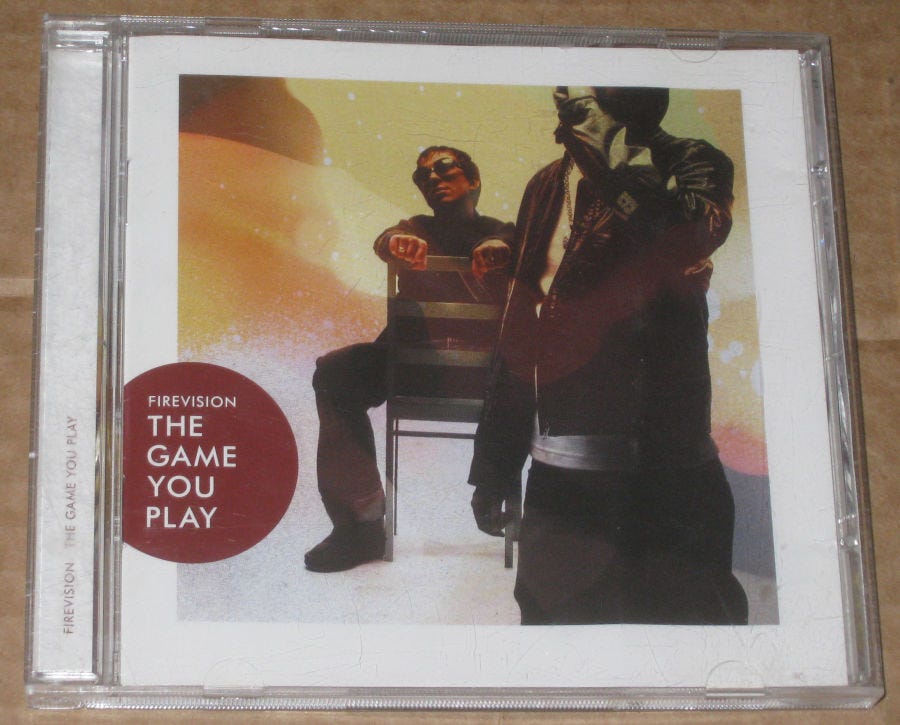 FIREVISION
THE
GAME
YOU
PLAY
FIREVISION THE GAME YOU PLAY